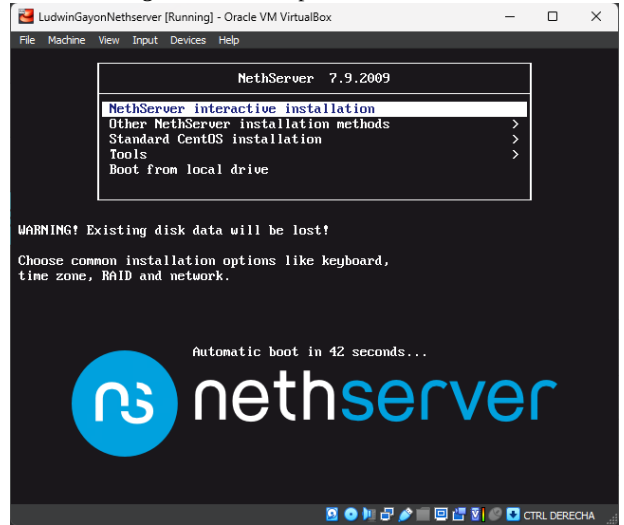 LudwinGayonNethserver [Running] - Oracle VM VirtualBox
File Machine View Input Devices Help
NethServer 7.9.2009
NethServer interactive installation
Other NethServer installation methods >
Standard CentOS installation >
Tools >
Boot from local drive
WARNING! Existing disk data will be lost!
Choose common installation options like keyboard,
time zone, RAID and network.
Automatic boot in 42 seconds...
ns nethserver
CTRL DERECHA